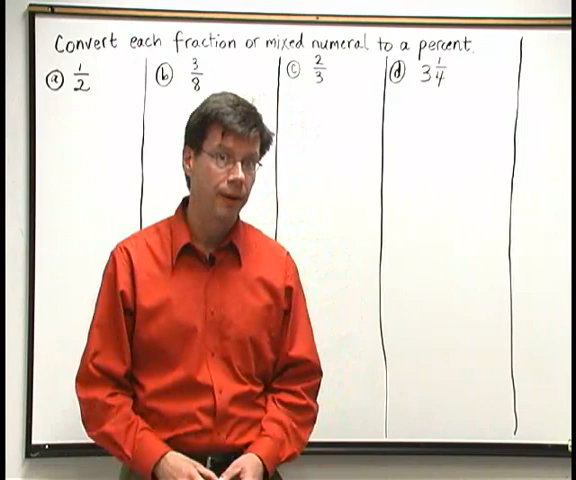 Convert each fraction or mixed numeral to a percent.
(a) 1/2 (b) 3/8 (c) 2/3 (d) 3 1/4